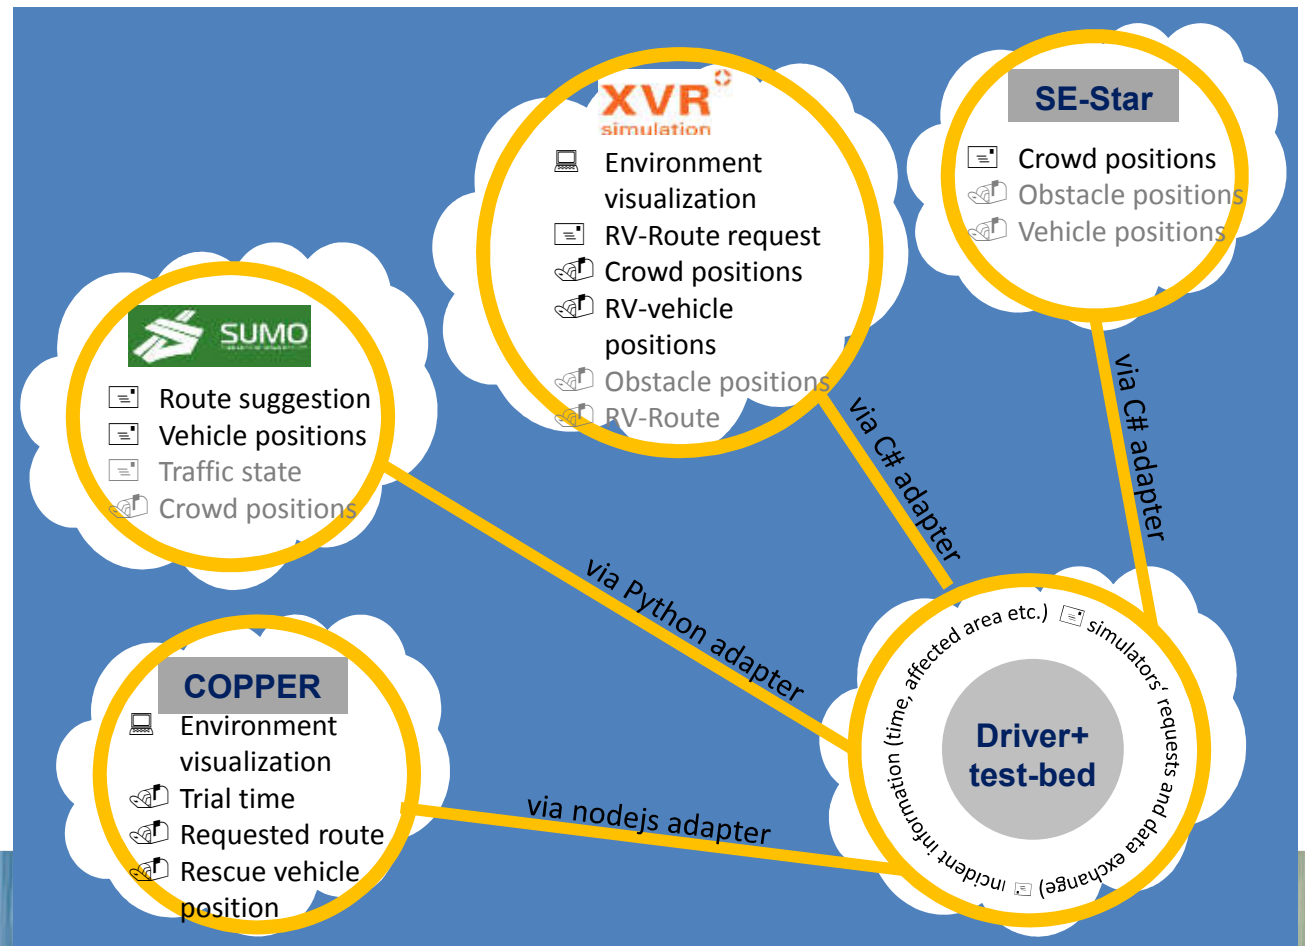 XVR
simulation
Environment
visualization
RV-Route request
Crowd positions
RV-vehicle
positions
Obstacle positions
RV-Route
SE-Star
Crowd positions
Obstacle positions
Vehicle positions
SUMO
Route suggestion
Vehicle positions
Traffic state
Crowd positions
COPPER
Environment
visualization
Trial time
Requested route
Rescue vehicle
position
via C# adapter
via C# adapter
via Python adapter
via nodejs adapter
Incident information (time, affected area etc.)
simulators‘ requests and data exchange)
Driver+
test-bed